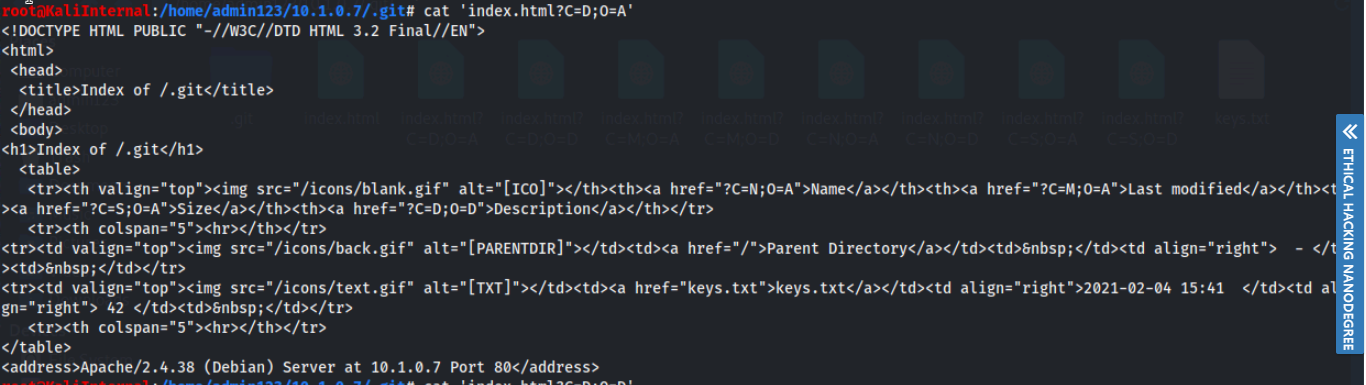 root@KaliInternal:/home/admin123/10.1.0.7/.git# cat 'index.html?C=D;O=A'
<!DOCTYPE HTML PUBLIC "-//W3C//DTD HTML 3.2 Final//EN">
<html>
 <head>
  <title>Index of /.git</title>
 </head>
 <body>
<h1>Index of /.git</h1>
  <table>
   <tr><th valign="top"><img src="/icons/blank.gif" alt="[ICO]"></th><th><a href="?C=N;O=A">Name</a></th><th><a href="?C=M;O=A">Last modified</a></th><t
><a href="?C=S;O=A">Size</a></th><th><a href="?C=D;O=D">Description</a></th></tr>
   <tr><th colspan="5"><hr></th></tr>
<tr><td valign="top"><img src="/icons/back.gif" alt="[PARENTDIR]"></td><td><a href="/">Parent Directory</a></td><td>&nbsp;</td><td align="right">  - </t
><td>&nbsp;</td></tr>
<tr><td valign="top"><img src="/icons/text.gif" alt="[TXT]"></td><td><a href="keys.txt">keys.txt</a></td><td align="right">2021-02-04 15:41  </td><td al
gn="right"> 42 </td><td>&nbsp;</td></tr>
   <tr><th colspan="5"><hr></th></tr>
</table>
<address>Apache/2.4.38 (Debian) Server at 10.1.0.7 Port 80</address>
root@KaliInternal:/home/admin123/10.1.0.7/.git# cat 'index.html?C=D;O=D'
git
index.html
index.html?
C=D;O=A
index.html?
C=D;O=D
index.html?
C=M;O=A
index.html?
C=M;O=D
index.html?
C=N;O=A
index.html?
C=N;O=D
index.html?
C=S;O=A
index.html?
C=S;O=D
keys.txt
ETHICAL HACKING NANODEGREE